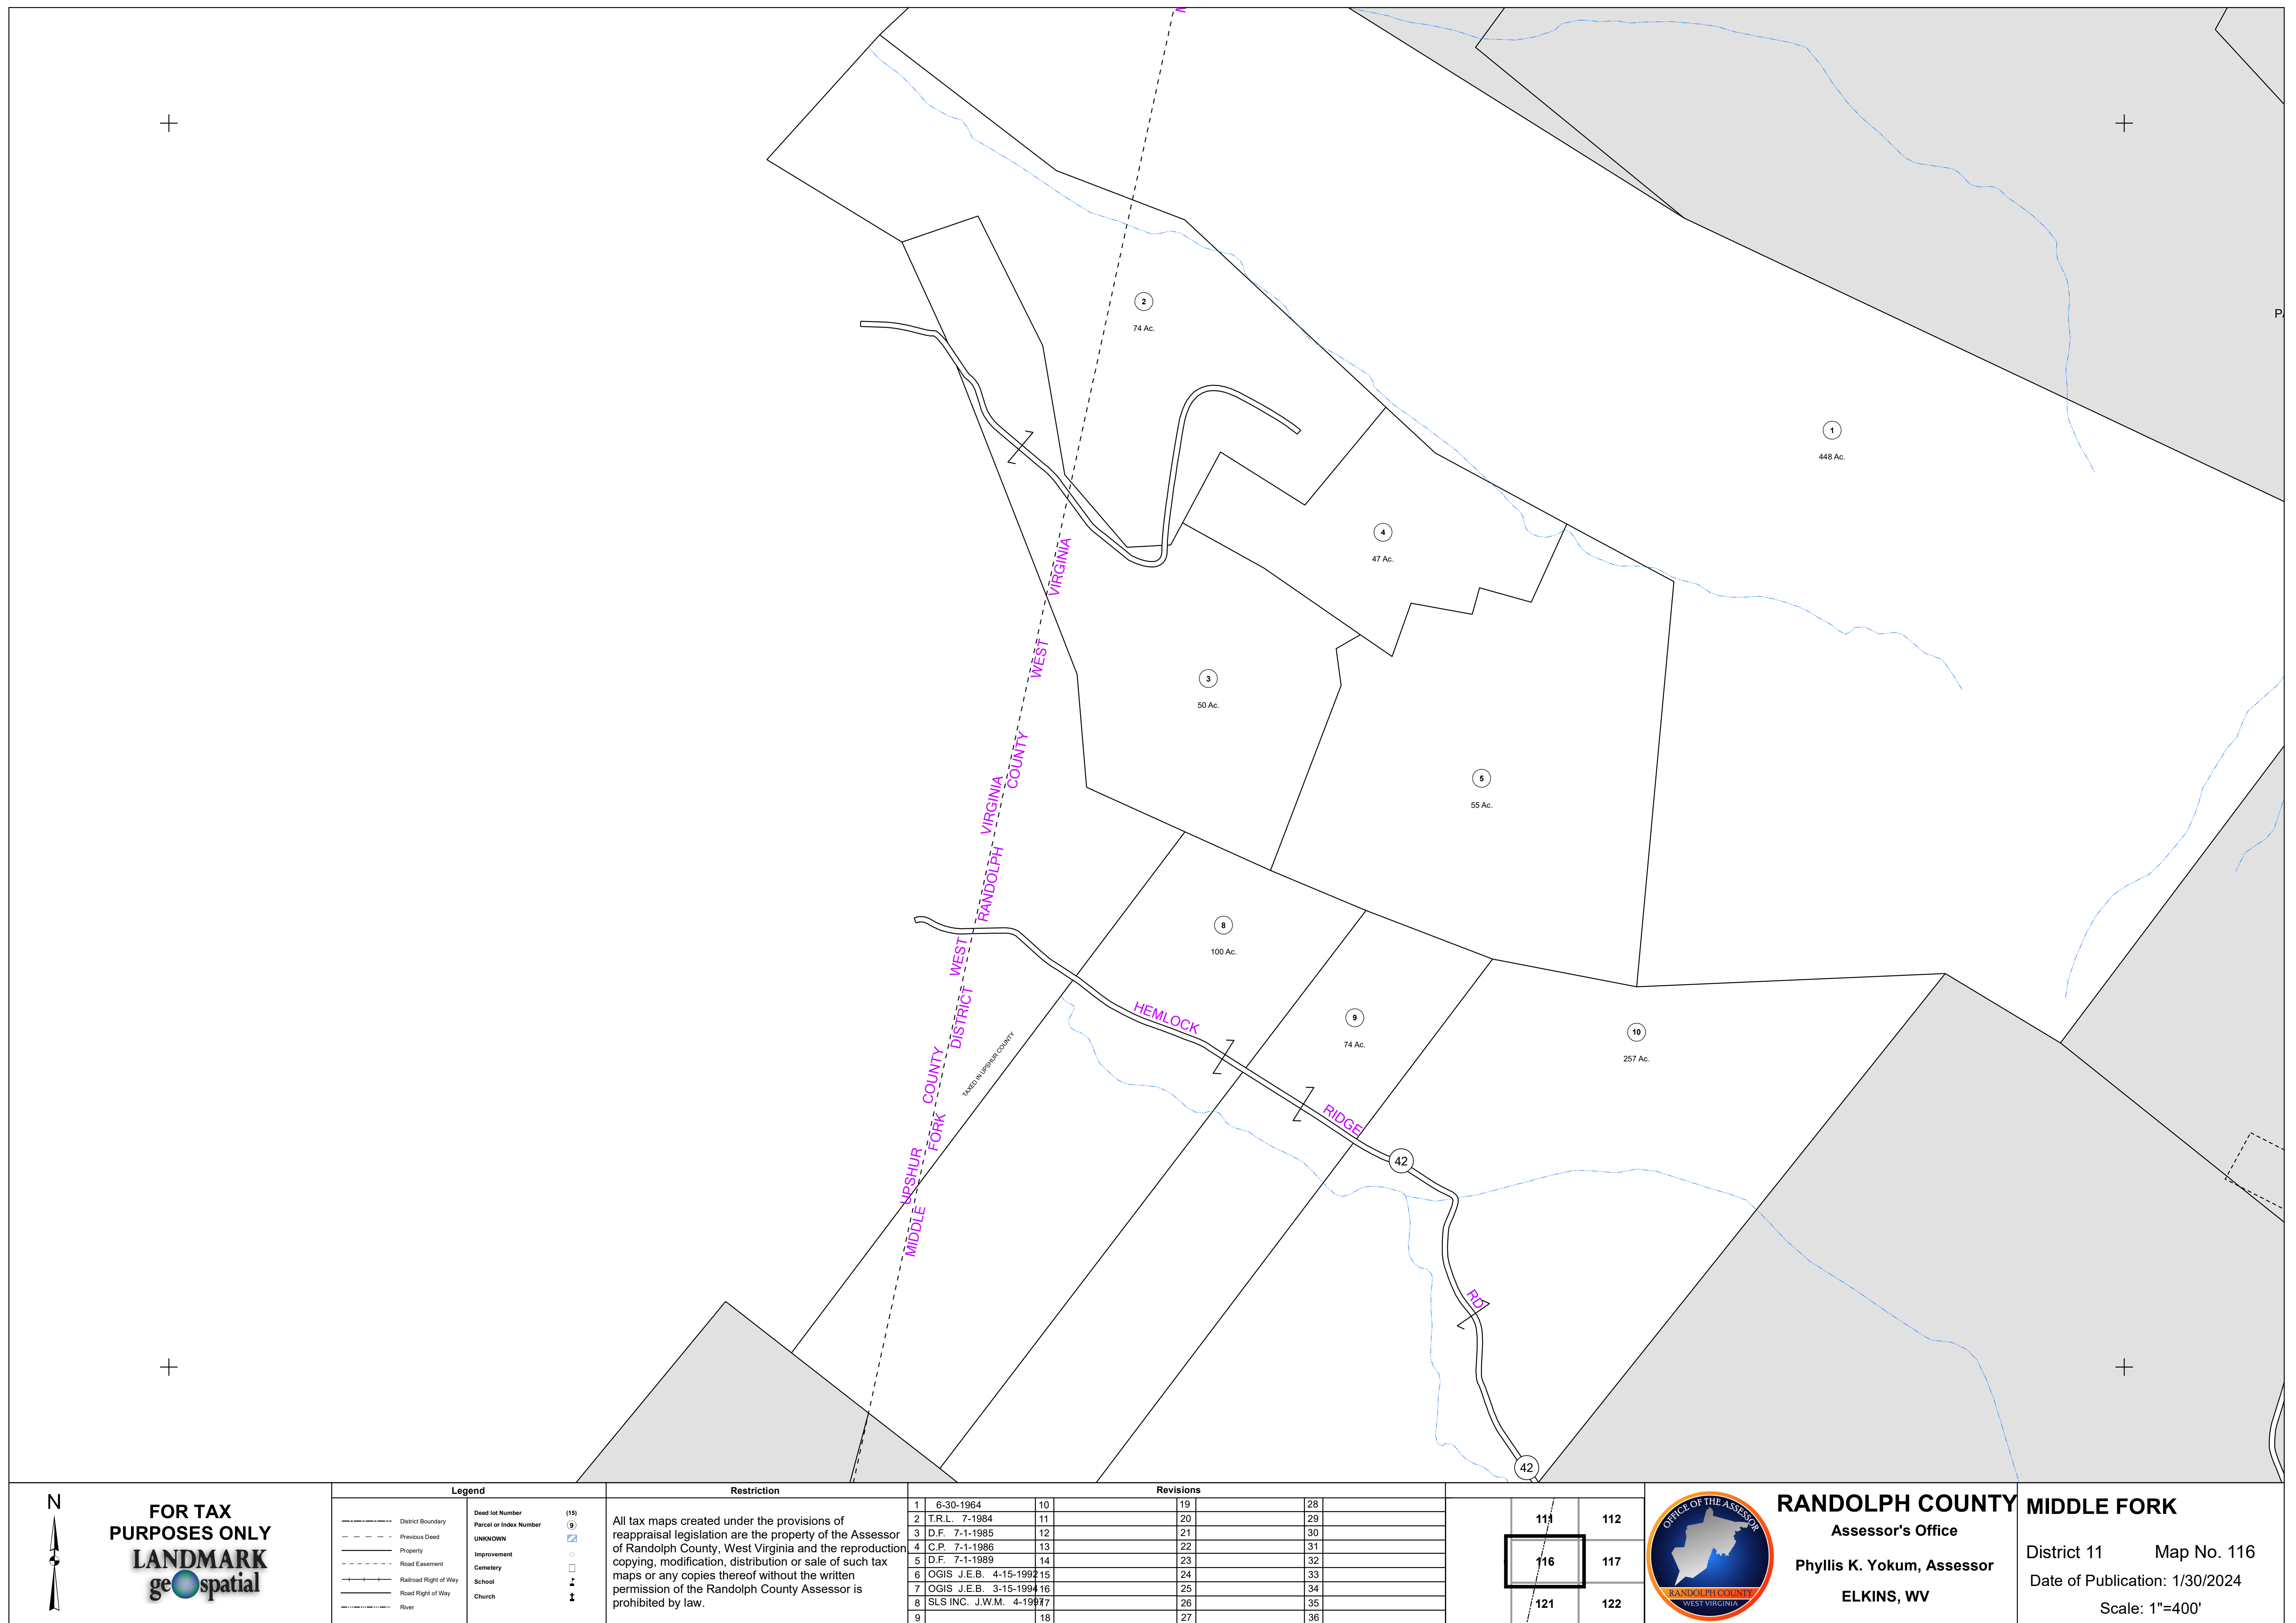 2
74 Ac.
1
448 Ac.
4
47 Ac.
3
50 Ac.
5
55 Ac.
8
100 Ac.
9
74 Ac.
10
257 Ac.
UPSHUR COUNTY WEST VIRGINIA
MIDDLE FORK DISTRICT RANDOLPH COUNTY WEST VIRGINIA
TAXED IN UPSHUR COUNTY
HEMLOCK RIDGE RD
42
42
N
FOR TAX
PURPOSES ONLY
LANDMARK
geospatial
Legend
District Boundary
Previous Deed
Property
Road Easement
Railroad Right of Way
Road Right of Way
River
Deed lot Number (15)
Parcel or Index Number 9
UNKNOWN
Improvement
Cemetery
School
Church
Restriction
All tax maps created under the provisions of
reappraisal legislation are the property of the Assessor
of Randolph County, West Virginia and the reproduction,
copying, modification, distribution or sale of such tax
maps or any copies thereof without the written
permission of the Randolph County Assessor is
prohibited by law.
Revisions
1 6-30-1964 10 19 28
2 T.R.L. 7-1984 11 20 29
3 D.F. 7-1-1985 12 21 30
4 C.P. 7-1-1986 13 22 31
5 D.F. 7-1-1989 14 23 32
6 OGIS J.E.B. 4-15-1992 15 24 33
7 OGIS J.E.B. 3-15-1994 16 25 34
8 SLS INC. J.W.M. 4-1997 17 26 35
9 18 27 36
111 112
116 117
121 122
OFFICE OF THE ASSESSOR
RANDOLPH COUNTY
WEST VIRGINIA
RANDOLPH COUNTY
Assessor's Office
Phyllis K. Yokum, Assessor
ELKINS, WV
MIDDLE FORK
District 11 Map No. 116
Date of Publication: 1/30/2024
Scale: 1"=400'